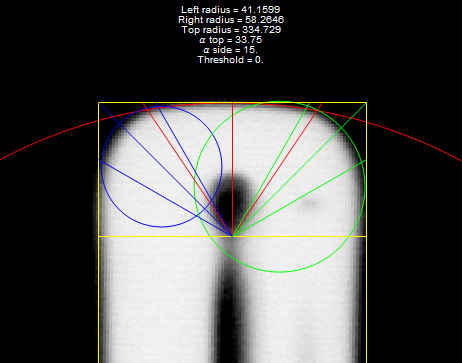 Left radius = 41.1599
Right radius = 58.2646
Top radius = 334.729
α top = 33.75
α side = 15.
Threshold = 0.